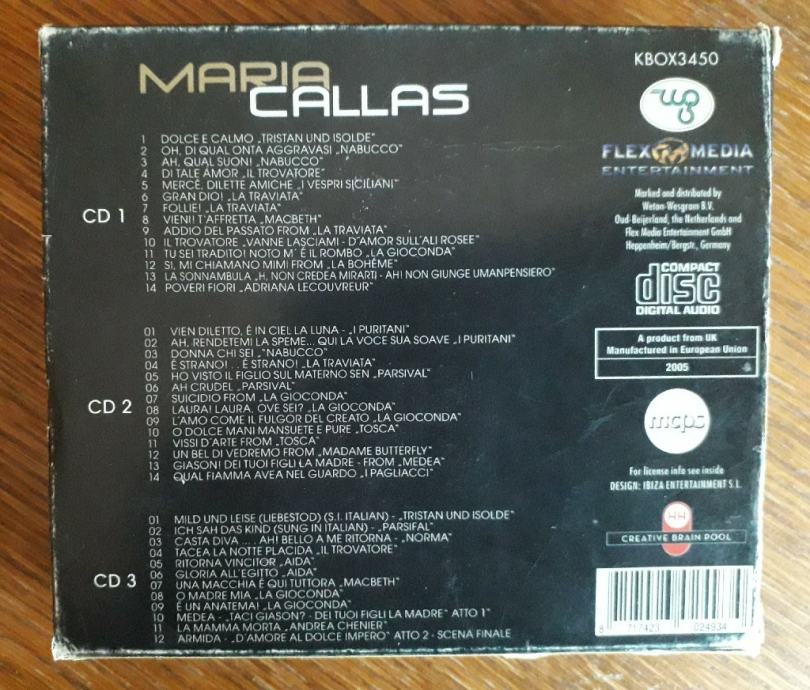 MARIA
CALLAS
CD 1
1 DOLCE E CALMO „TRISTAN UND ISOLDE"
2 OH, DI QUAL ONTA AGGRAVASI „NABUCCO"
3 AH, QUAL SUON! „NABUCCO"
4 DI TALE AMOR „IL TROVATORE"
5 MERCÉ, DILETTE AMICHE „I VESPRI SICILIANI"
6 GRAN DIO! „LA TRAVIATA"
7 FOLLIE! „LA TRAVIATA"
8 VIENI! T'AFFRETTA „MACBETH"
9 ADDIO DEL PASSATO FROM „LA TRAVIATA"
10 IL TROVATORE „VANNE LASCIAMI - D'AMOR SULL'ALI ROSEE"
11 TU SEI TRADITO! NOTO M' É IL ROMBO „LA GIOCONDA"
12 SI, MI CHIAMANO MIMI FROM „LA BOHÉME"
13 LA SONNAMBULA „H. NON CREDEA MIRARTI - AH! NON GIUNGE UMANPENSIERO"
14 POVERI FIORI „ADRIANA LECOUVREUR"
CD 2
01 VIEN DILETTO, É IN CIEL LA LUNA - „I PURITANI"
02 AH, RENDETEMI LA SPEME... QUI LA VOCE SUA SOAVE „I PURITANI"
03 DONNA CHI SEI „"NABUCCO"
04 É STRANO! . . É STRANO! „LA TRAVIATA"
05 HO VISTO IL FIGLIO SUL MATERNO SEN „PARSIVAL"
06 AH CRUDEL „PARSIVAL"
07 SUICIDIO FROM „LA GIOCONDA"
08 LAURA! LAURA, OVE SEI? „LA GIOCONDA"
09 L'AMO COME IL FULGOR DEL CREATO „LA GIOCONDA"
10 O DOLCE MANI MANSUETE E PURE „TOSCA"
11 VISSI D'ARTE FROM „TOSCA"
12 UN BEL DI VEDREMO FROM „MADAME BUTTERFLY"
13 GIASON! DEI TUOI FIGLI LA MADRE - FROM „MEDEA"
14 QUAL FIAMMA AVEA NEL GUARDO „I PAGLIACCI"
CD 3
01 MILD UND LEISE (LIEBESTOD) (S.I. ITALIAN) - „TRISTAN UND ISOLDE"
02 ICH SAH DAS KIND (SUNG IN ITALIAN) - „PARSIFAL"
03 CASTA DIVA ... . AH! BELLO A ME RITORNA - „NORMA"
04 TACEA LA NOTTE PLACIDA „IL TROVATORE"
05 RITORNA VINCITOR „AIDA"
06 GLORIA ALL'EGITTO „AIDA"
07 UNA MACCHIA É QUI TUTTORA „MACBETH"
08 O MADRE MIA „LA GIOCONDA"
09 É UN ANATEMA! „LA GIOCONDA"
10 MEDEA - „TACI GIASON? - DEI TUOI FIGLI LA MADRE" ATTO 1"
11 LA MAMMA MORTA „ANDREA CHENIER"
12 ARMIDA - „D'AMORE AL DOLCE IMPERO" ATTO 2 - SCENA FINALE
KBOX3450
WG
FLEX MEDIA
ENTERTAINMENT
Marked and distributed by
Weton-Wesgram B.V.
Oud-Beijerland, the Netherlands and
Flex Media Entertainment GmbH
Heppenheim/Bergstr., Germany
COMPACT
disc
DIGITAL AUDIO
A product from UK
Manufactured in European Union
2005
mcps
For license info see inside
DESIGN: IBIZA ENTERTAINMENT S.L.
CREATIVE BRAIN POOL
8 717423 024934